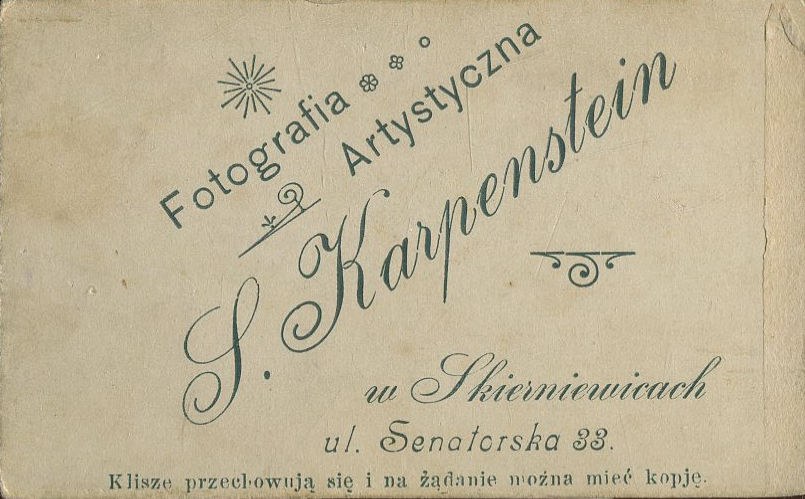 Fotografia
Artystyczna
S. Karpenstein
w Skierniewicach
ul. Senatorska 33.
Klisze przechowują się i na żądanie można mieć kopję.